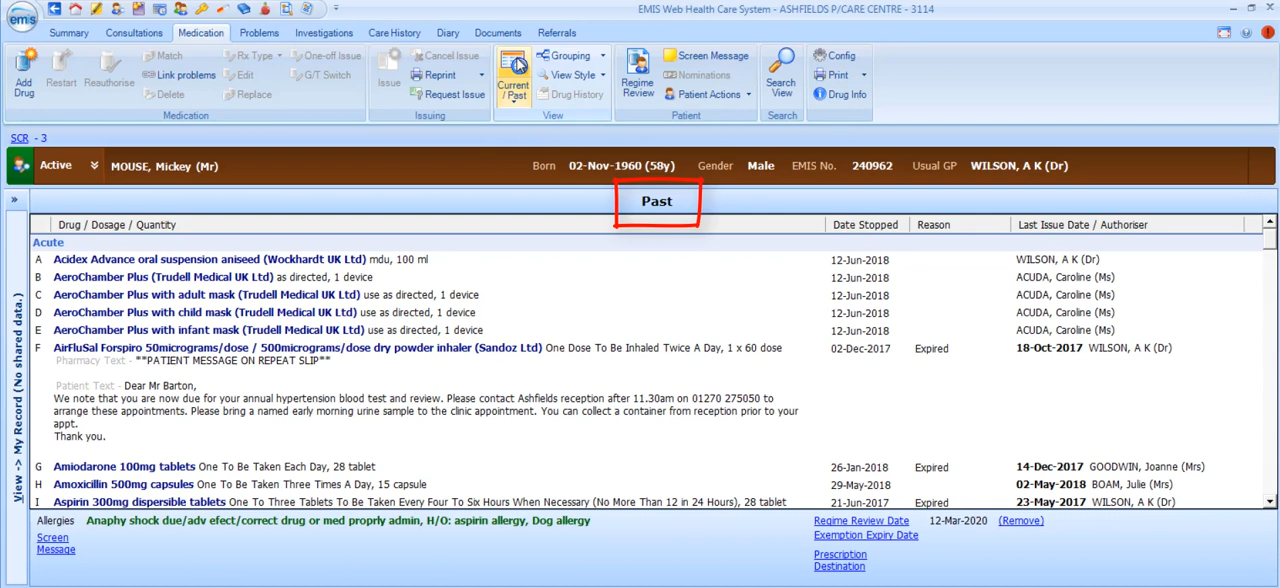 emis
EMIS Web Health Care System - ASHFIELDS P/CARE CENTRE - 3114
Summary Consultations Medication Problems Investigations Care History Diary Documents Referrals
Add Drug
Restart
Reauthorise
Match
Link problems
Delete
Rx Type
Edit
Replace
One-off Issue
G/T Switch
Medication
Issue
Cancel Issue
Reprint
Request Issue
Issuing
Current / Past
Grouping
View Style
Drug History
View
Regime Review
Screen Message
Nominations
Patient Actions
Patient
Search View
Search
Config
Print
Drug Info
SCR - 3
Active MOUSE, Mickey (Mr) Born 02-Nov-1960 (58y) Gender Male EMIS No. 240962 Usual GP WILSON, A K (Dr)
» Past
View -> My Record (No shared data.)
Drug / Dosage / Quantity Date Stopped Reason Last Issue Date / Authoriser
Acute
A Acidex Advance oral suspension aniseed (Wockhardt UK Ltd) mdu, 100 ml 12-Jun-2018 WILSON, A K (Dr)
B AeroChamber Plus (Trudell Medical UK Ltd) as directed, 1 device 12-Jun-2018 ACUDA, Caroline (Ms)
C AeroChamber Plus with adult mask (Trudell Medical UK Ltd) use as directed, 1 device 12-Jun-2018 ACUDA, Caroline (Ms)
D AeroChamber Plus with child mask (Trudell Medical UK Ltd) use as directed, 1 device 12-Jun-2018 ACUDA, Caroline (Ms)
E AeroChamber Plus with infant mask (Trudell Medical UK Ltd) use as directed, 1 device 12-Jun-2018 ACUDA, Caroline (Ms)
F AirFluSal Forspiro 50micrograms/dose / 500micrograms/dose dry powder inhaler (Sandoz Ltd) One Dose To Be Inhaled Twice A Day, 1 x 60 dose 02-Dec-2017 Expired 18-Oct-2017 WILSON, A K (Dr)
Pharmacy Text - **PATIENT MESSAGE ON REPEAT SLIP**
Patient Text - Dear Mr Barton,
We note that you are now due for your annual hypertension blood test and review. Please contact Ashfields reception after 11.30am on 01270 275050 to
arrange these appointments. Please bring a named early morning urine sample to the clinic appointment. You can collect a container from reception prior to your
appt.
Thank you.
G Amiodarone 100mg tablets One To Be Taken Each Day, 28 tablet 26-Jan-2018 Expired 14-Dec-2017 GOODWIN, Joanne (Mrs)
H Amoxicillin 500mg capsules One To Be Taken Three Times A Day, 15 capsule 29-May-2018 02-May-2018 BOAM, Julie (Mrs)
I Aspirin 300mg dispersible tablets One To Three Tablets To Be Taken Every Four To Six Hours When Necessary (No More Than 12 in 24 Hours), 28 tablet 21-Jun-2017 Expired 23-May-2017 WILSON, A K (Dr)
Allergies Anaphy shock due/adv efect/correct drug or med proprly admin, H/O: aspirin allergy, Dog allergy
Screen
Message
Regime Review Date 12-Mar-2020 (Remove)
Exemption Expiry Date
Prescription
Destination